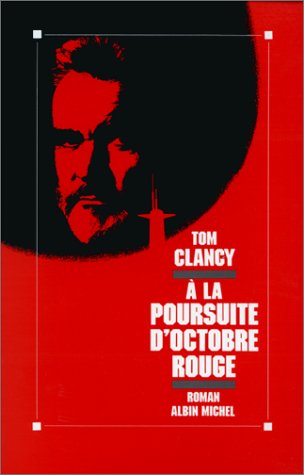 TOM
CLANCY
À LA
POURSUITE
D'OCTOBRE
ROUGE
ROMAN
ALBIN MICHEL